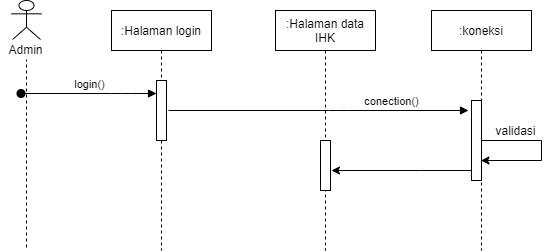 Admin
:Halaman login
:Halaman data
IHK
:koneksi
login()
conection()
validasi